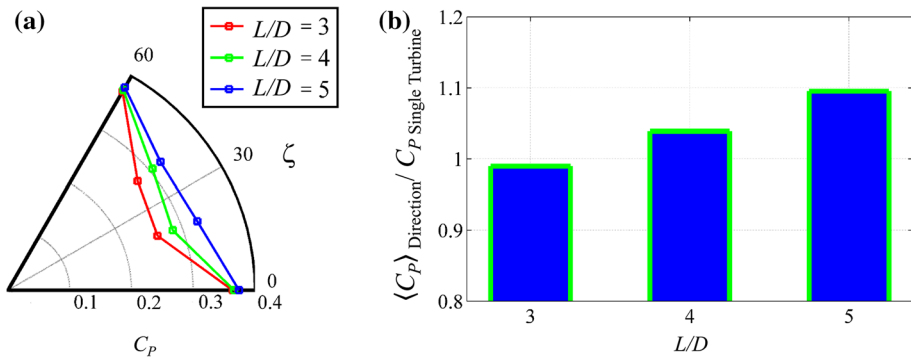 (a)
L/D = 3
L/D = 4
L/D = 5
60
30
ζ
0
0.1 0.2 0.3 0.4
C_P
(b)
1.2
1.1
1
0.9
0.8
⟨C_P⟩ Direction / C_P Single Turbine
3 4 5
L/D